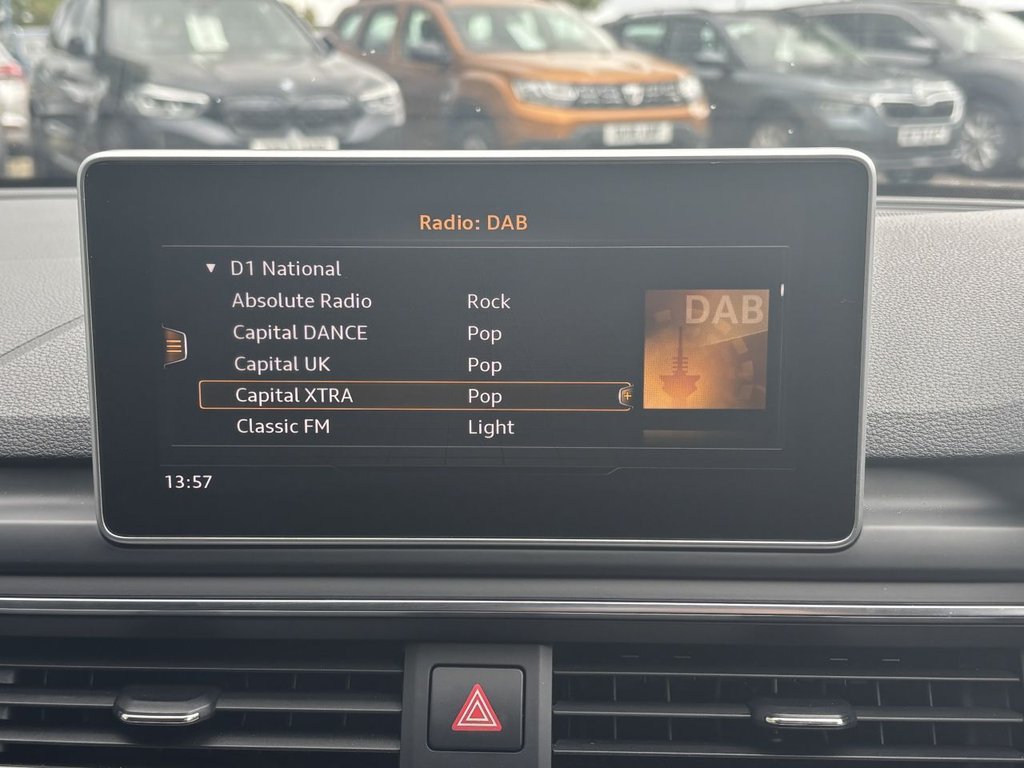 Radio: DAB
D1 National
Absolute Radio Rock
Capital DANCE Pop
Capital UK Pop
Capital XTRA Pop
Classic FM Light
DAB
13:57